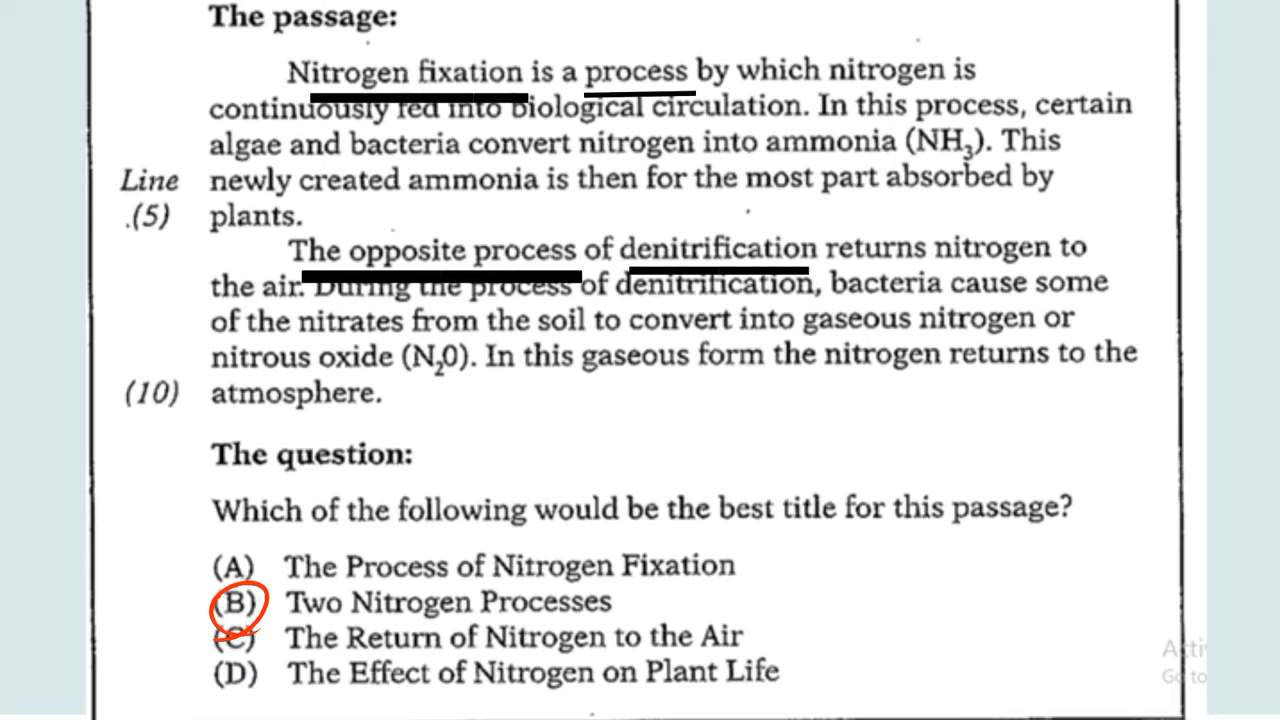 The passage:
Nitrogen fixation is a process by which nitrogen is
continuously fed into biological circulation. In this process, certain
algae and bacteria convert nitrogen into ammonia (NH₃). This
Line newly created ammonia is then for the most part absorbed by
.(5) plants.
The opposite process of denitrification returns nitrogen to
the air. During the process of denitrification, bacteria cause some
of the nitrates from the soil to convert into gaseous nitrogen or
nitrous oxide (N₂0). In this gaseous form the nitrogen returns to the
(10) atmosphere.
The question:
Which of the following would be the best title for this passage?
(A) The Process of Nitrogen Fixation
(B) Two Nitrogen Processes
(C) The Return of Nitrogen to the Air
(D) The Effect of Nitrogen on Plant Life
Activ
Go to